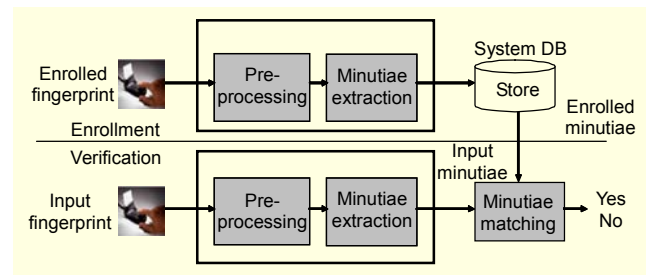 System DB
Enrolled
fingerprint
Pre-
processing
Minutiae
extraction
Store
Enrolled
minutiae
Enrollment
Verification
Input
minutiae
Input
fingerprint
Pre-
processing
Minutiae
extraction
Minutiae
matching
Yes
No